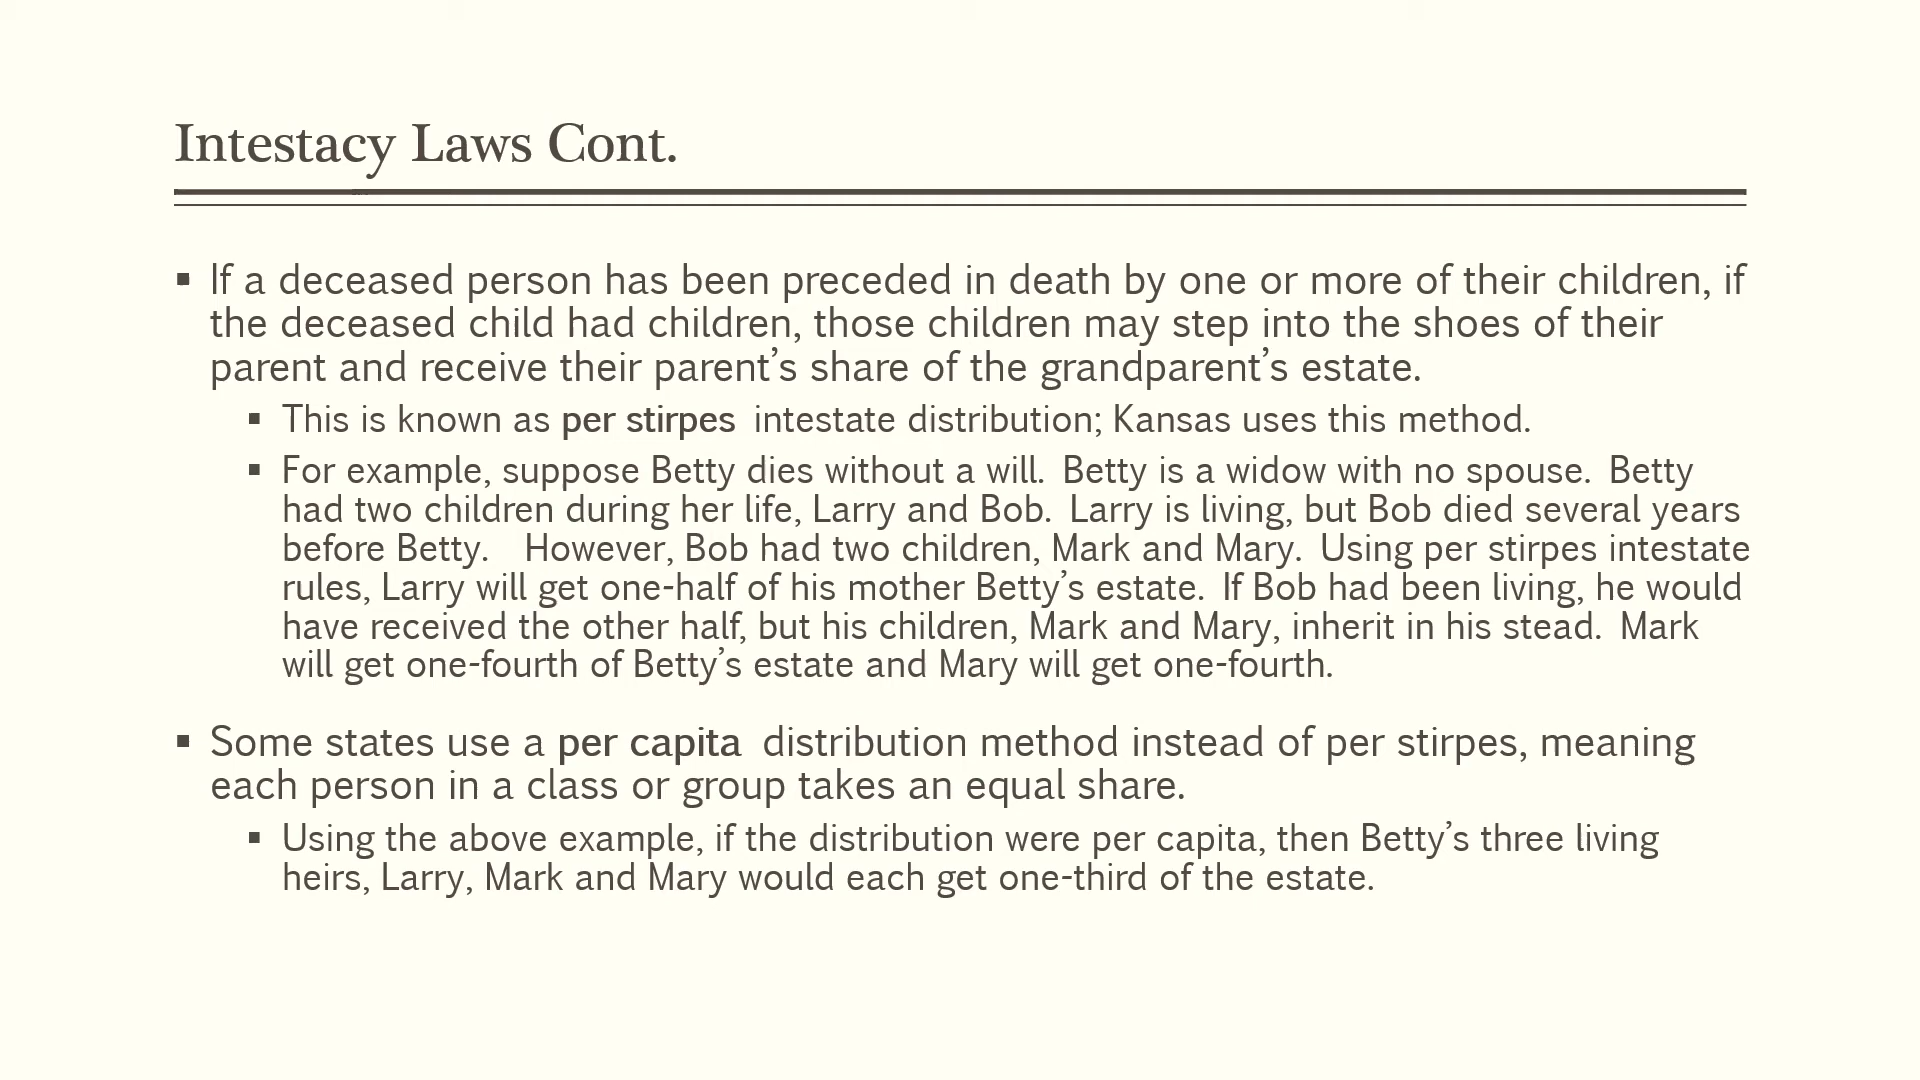 Intestacy Laws Cont.
▪ If a deceased person has been preceded in death by one or more of their children, if
the deceased child had children, those children may step into the shoes of their
parent and receive their parent’s share of the grandparent’s estate.
▪ This is known as per stirpes intestate distribution; Kansas uses this method.
▪ For example, suppose Betty dies without a will. Betty is a widow with no spouse. Betty
had two children during her life, Larry and Bob. Larry is living, but Bob died several years
before Betty. However, Bob had two children, Mark and Mary. Using per stirpes intestate
rules, Larry will get one-half of his mother Betty’s estate. If Bob had been living, he would
have received the other half, but his children, Mark and Mary, inherit in his stead. Mark
will get one-fourth of Betty’s estate and Mary will get one-fourth.
▪ Some states use a per capita distribution method instead of per stirpes, meaning
each person in a class or group takes an equal share.
▪ Using the above example, if the distribution were per capita, then Betty’s three living
heirs, Larry, Mark and Mary would each get one-third of the estate.